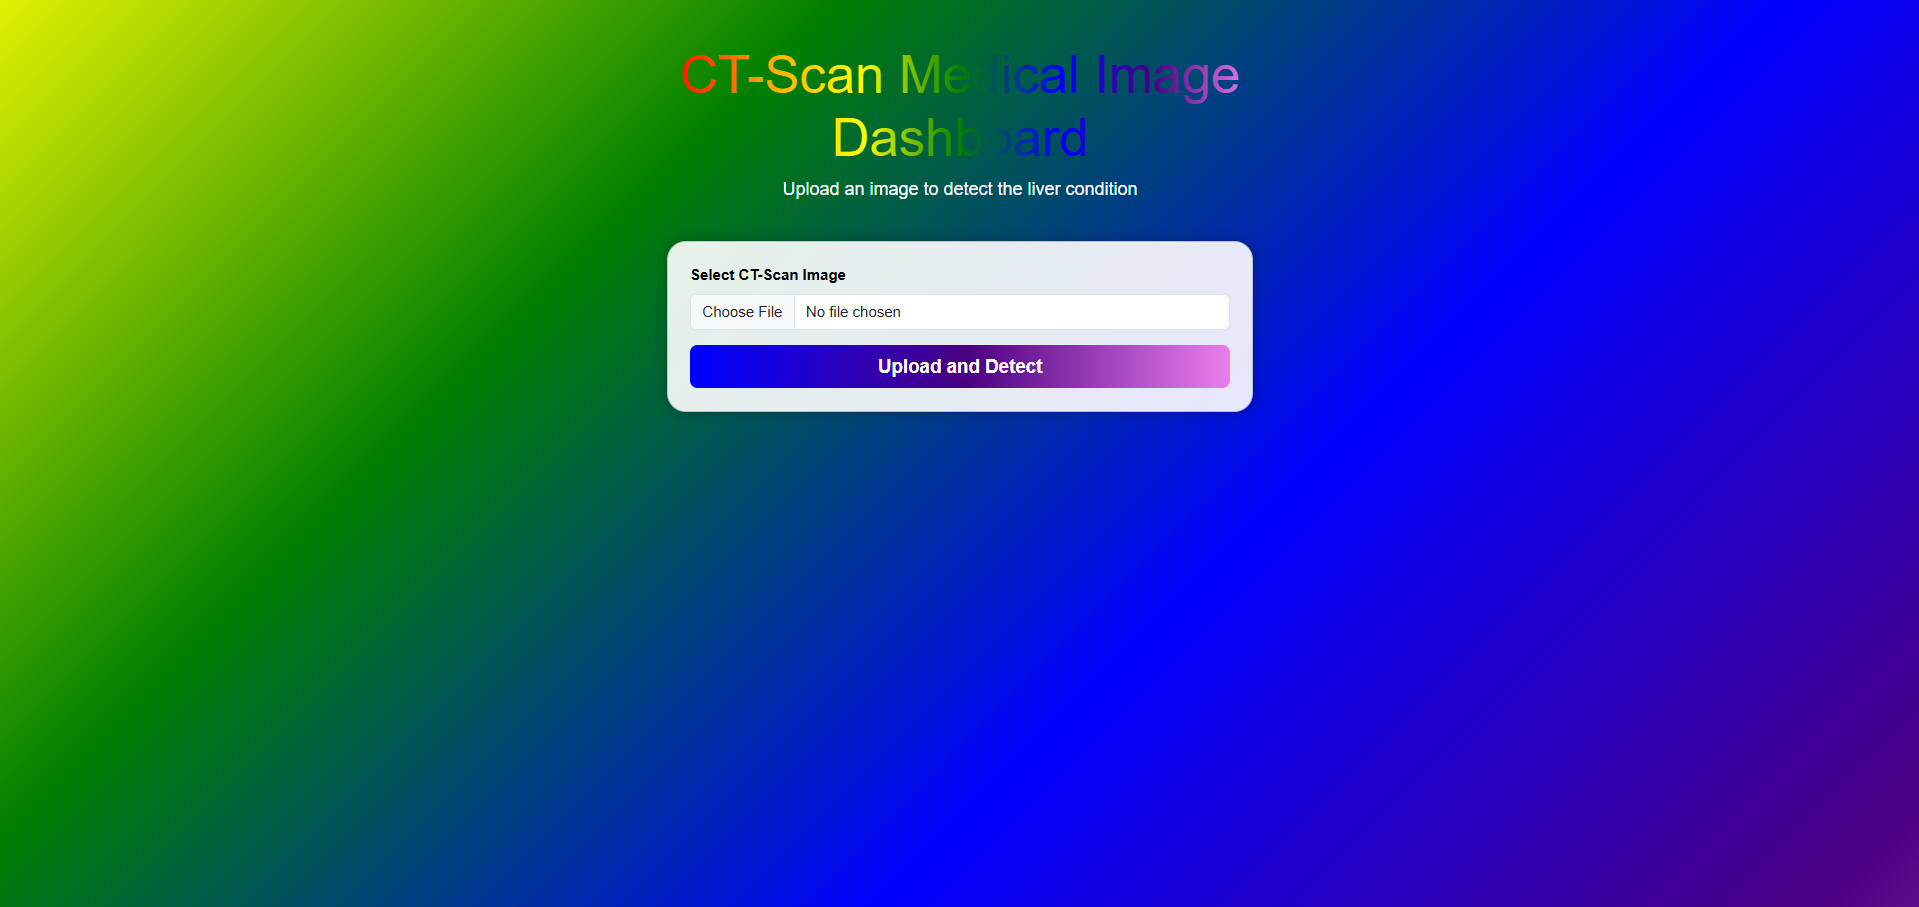 CT-Scan Medical Image
Dashboard
Upload an image to detect the liver condition
Select CT-Scan Image
Choose File No file chosen
Upload and Detect